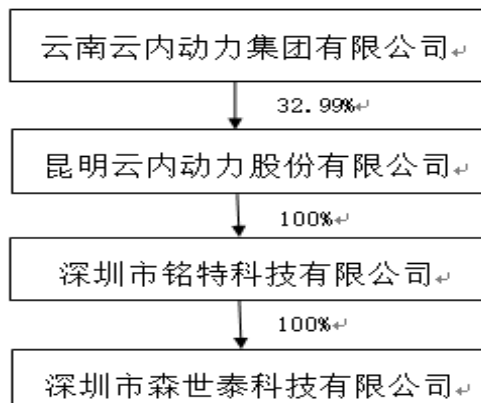 云南云内动力集团有限公司↵
32.99%↵
昆明云内动力股份有限公司↵
100%↵
深圳市铭特科技有限公司↵
100%↵
深圳市森世泰科技有限公司↵